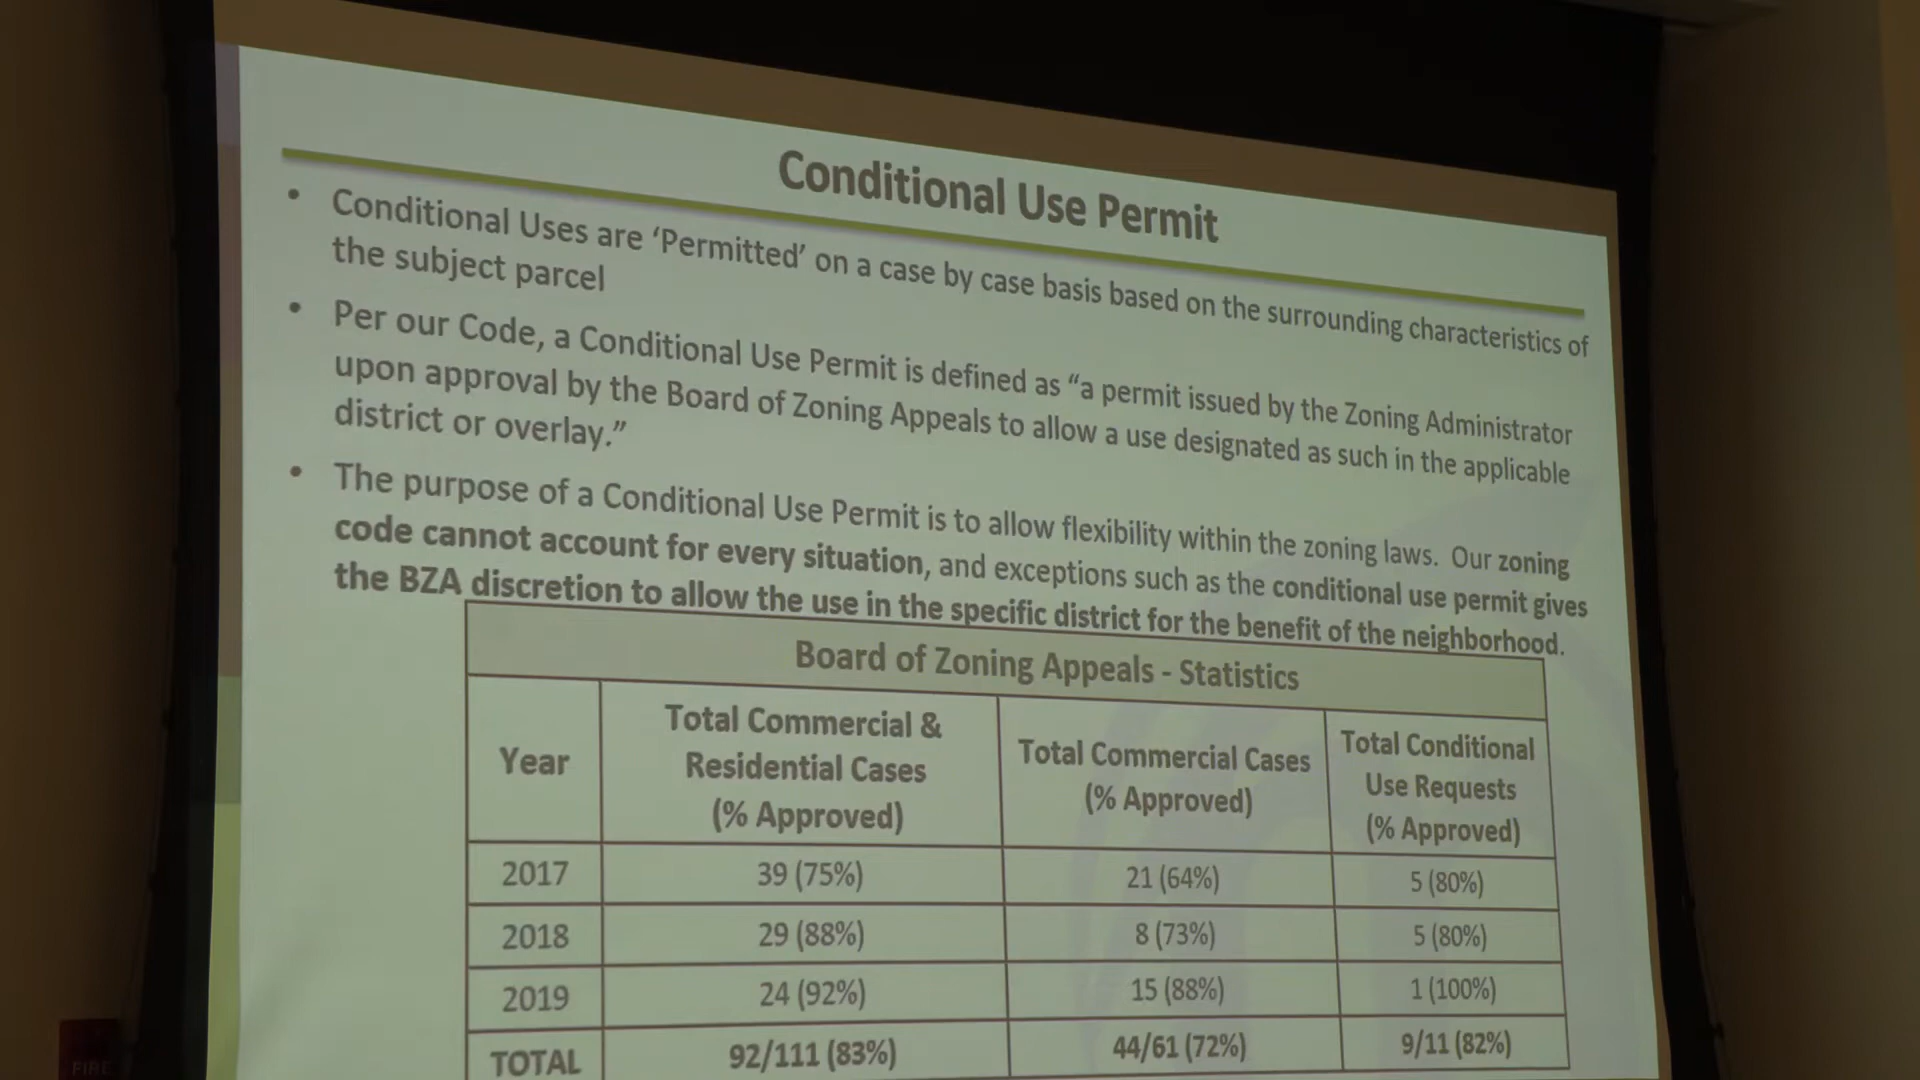 Conditional Use Permit
• Conditional Uses are ‘Permitted’ on a case by case basis based on the surrounding characteristics of
the subject parcel
• Per our Code, a Conditional Use Permit is defined as “a permit issued by the Zoning Administrator
upon approval by the Board of Zoning Appeals to allow a use designated as such in the applicable
district or overlay.”
• The purpose of a Conditional Use Permit is to allow flexibility within the zoning laws. Our zoning
code cannot account for every situation, and exceptions such as the conditional use permit gives
the BZA discretion to allow the use in the specific district for the benefit of the neighborhood.
Board of Zoning Appeals - Statistics
Year
Total Commercial &
Residential Cases
(% Approved)
Total Commercial Cases
(% Approved)
Total Conditional
Use Requests
(% Approved)
2017 39 (75%) 21 (64%) 5 (80%)
2018 29 (88%) 8 (73%) 5 (80%)
2019 24 (92%) 15 (88%) 1 (100%)
TOTAL 92/111 (83%) 44/61 (72%) 9/11 (82%)
FIRE